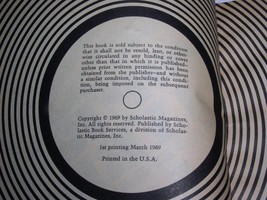 This book is sold subject to the condition
that it shall not be resold, lent, or other-
wise circulated in any binding or cover
other than that in which it is published—
unless prior written permission has been
obtained from the publisher—and without
a similar condition, including this condi-
tion, being imposed on the subsequent
purchaser.
Copyright © 1969 by Scholastic Magazines,
Inc. All rights reserved. Published by Scho-
lastic Book Services, a division of Scholas-
tic Magazines, Inc.
1st printing March 1969
Printed in the U.S.A.